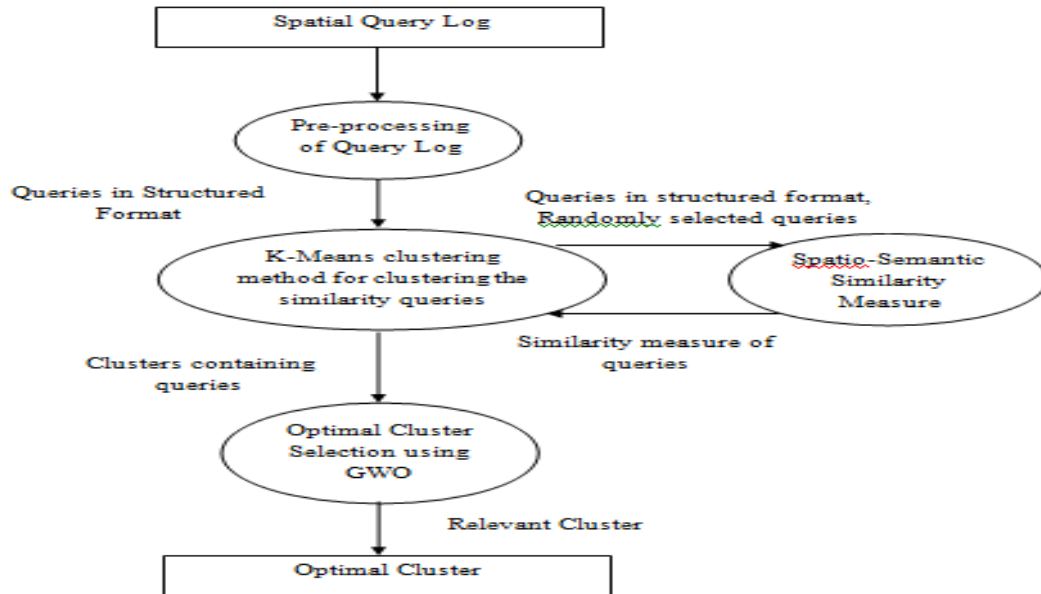 Spatial Query Log
Pre-processing
of Query Log
Queries in Structured
Format
Queries in structured format,
Randomly selected queries
K-Means clustering
method for clustering the
similarity queries
Spatio-Semantic
Similarity
Measure
Similarity measure of
queries
Clusters containing
queries
Optimal Cluster
Selection using
GWO
Relevant Cluster
Optimal Cluster